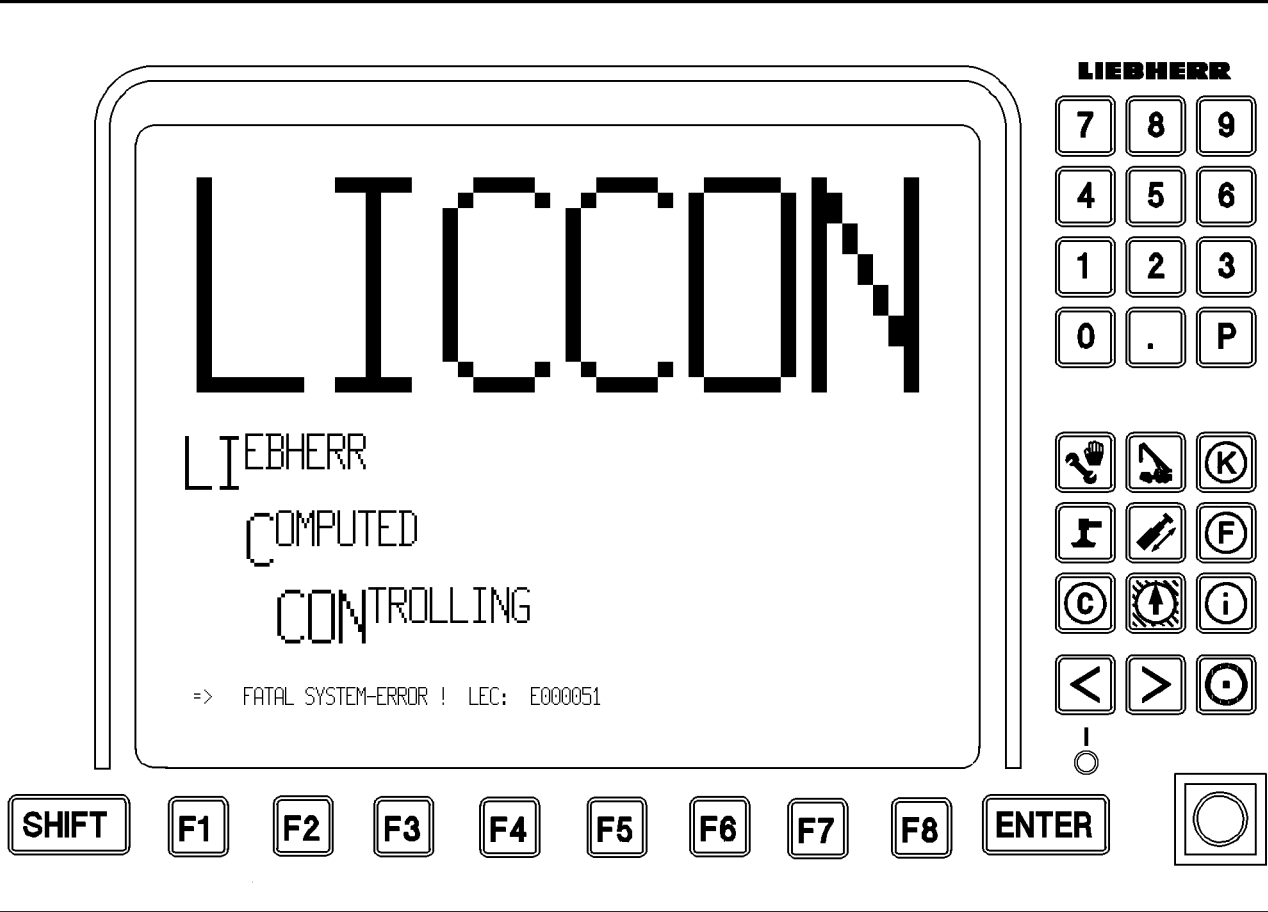 LIEBHERR
7 8 9
4 5 6
1 2 3
0 . P
LICCON
LIEBHERR
COMPUTED
CONTROLLING
=> FATAL SYSTEM-ERROR ! LEC: E000051
K
F
C i
< >
I
SHIFT F1 F2 F3 F4 F5 F6 F7 F8 ENTER